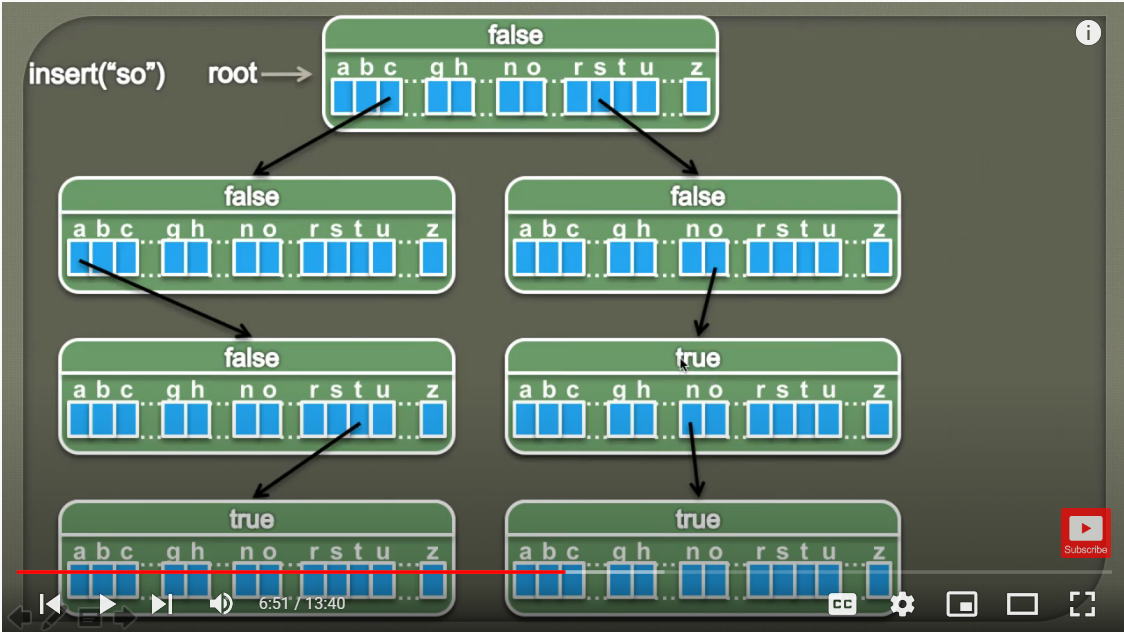 false
insert("so") root
a b c ... g h ... n o ... r s t u ... z
false
a b c ... g h ... n o ... r s t u ... z
false
a b c ... g h ... n o ... r s t u ... z
false
a b c ... g h ... n o ... r s t u ... z
true
a b c ... g h ... n o ... r s t u ... z
true
a b c ... g h ... n o ... r s t u ... z
true
a b c ... g h ... n o ... r s t u ... z
Subscribe
6:51 / 13:40
CC